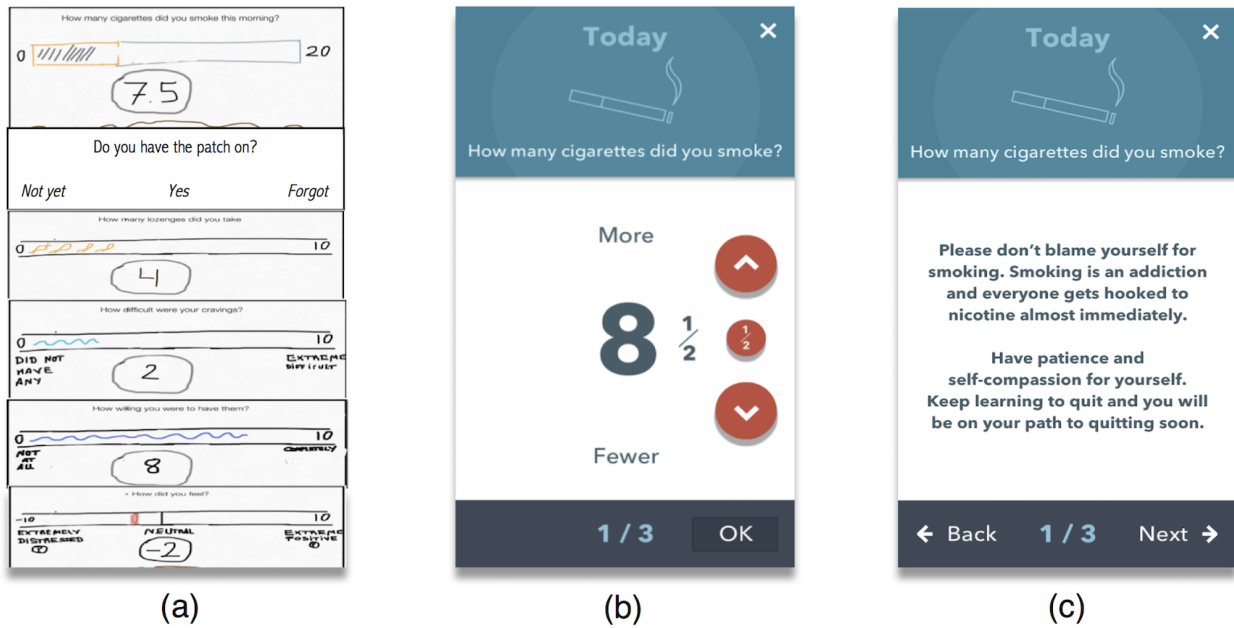 How many cigarettes did you smoke this morning?
0 20
7.5
Do you have the patch on?
Not yet Yes Forgot
How many lozenges did you take
0 10
4
How difficult were your cravings?
0 10
DID NOT HAVE ANY EXTREME DIFFICULT
2
How willing you were to have them?
0 10
NOT AT ALL COMPLETELY
8
How did you feel?
-10 10
EXTREMELY DISTRESSED NEUTRAL EXTREME POSITIVE
-2
(a)
Today
How many cigarettes did you smoke?
More
8 1/2
1/2
Fewer
1 / 3 OK
(b)
Today
How many cigarettes did you smoke?
Please don’t blame yourself for
smoking. Smoking is an addiction
and everyone gets hooked to
nicotine almost immediately.
Have patience and
self-compassion for yourself.
Keep learning to quit and you will
be on your path to quitting soon.
Back 1 / 3 Next
(c)